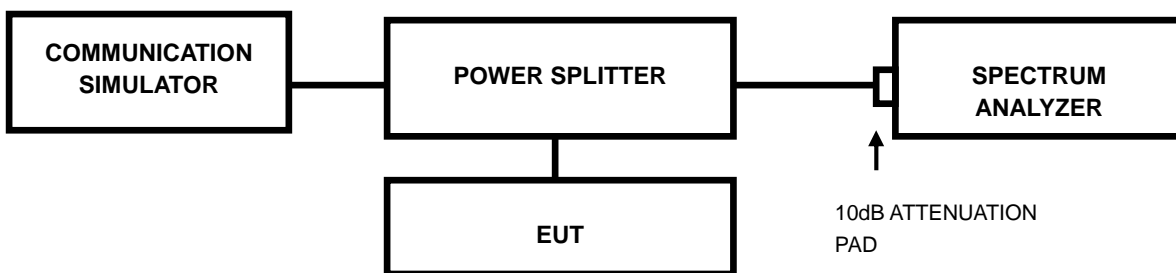 COMMUNICATION
SIMULATOR
POWER SPLITTER
SPECTRUM
ANALYZER
EUT
10dB ATTENUATION
PAD